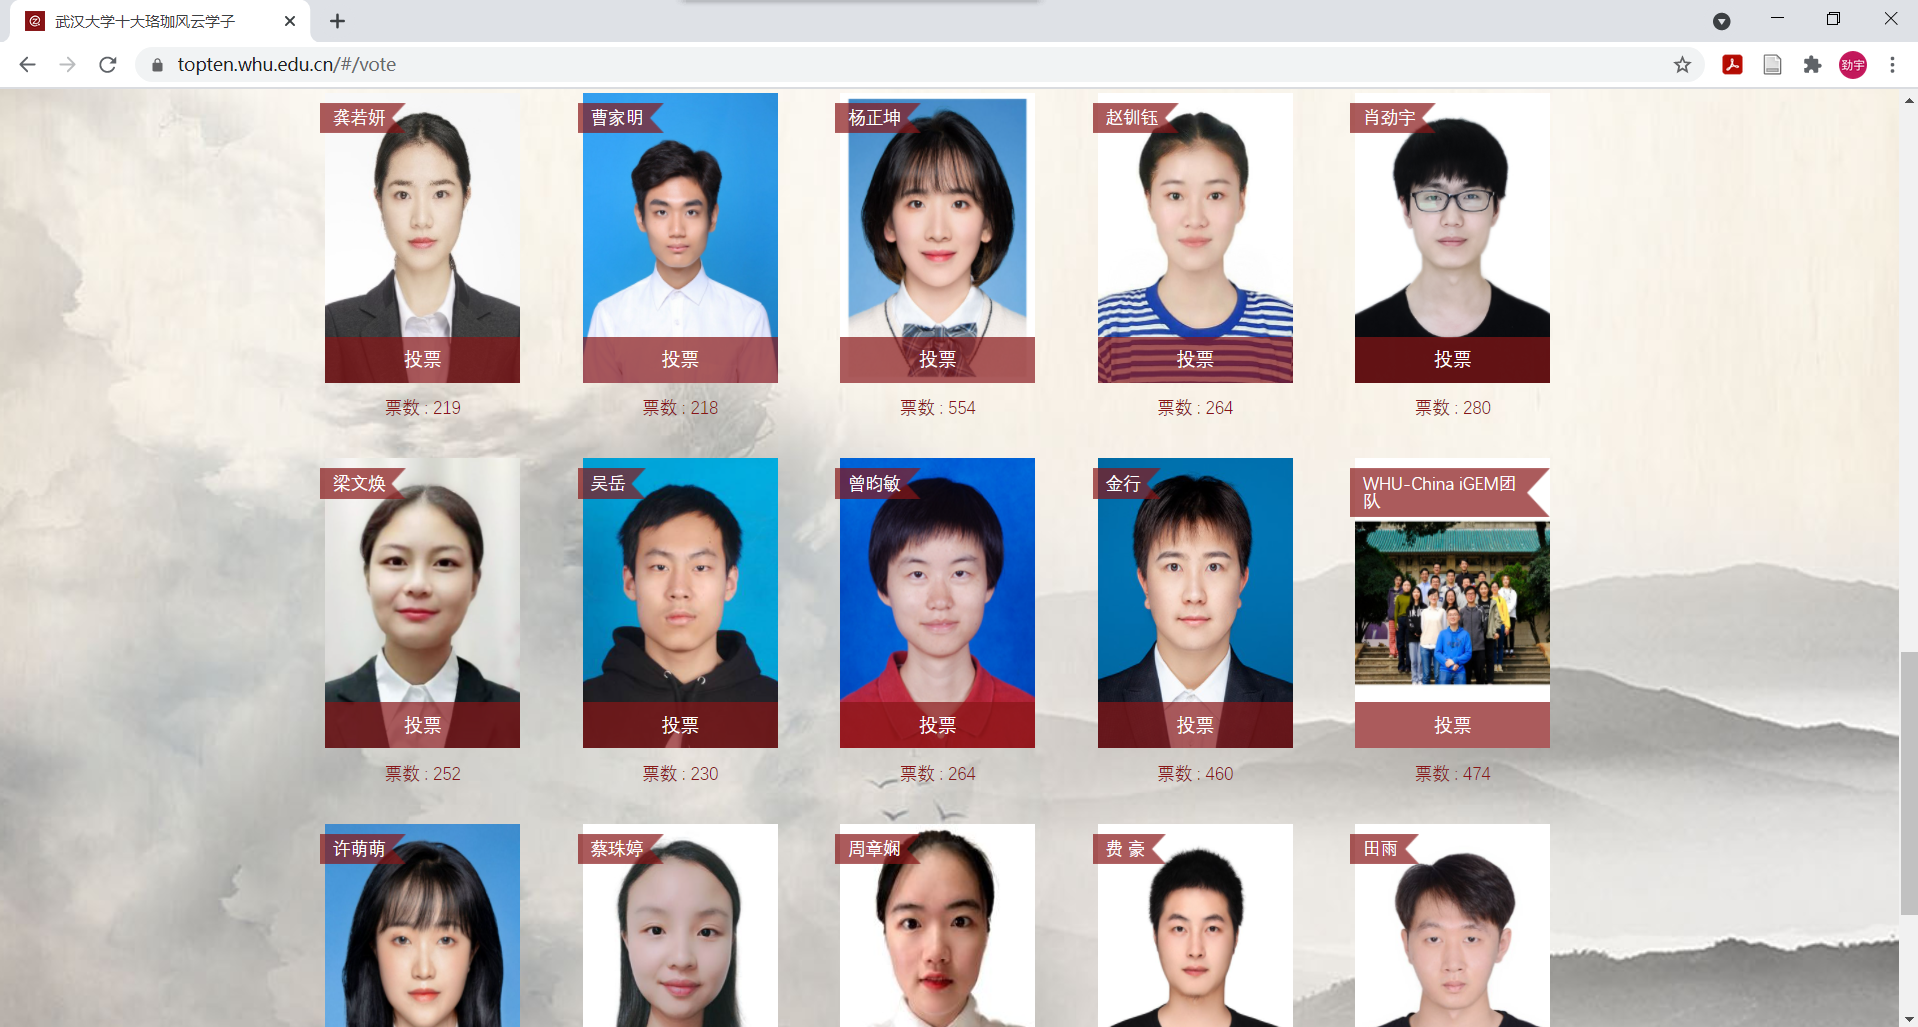 武汉大学十大珞珈风云学子
topten.whu.edu.cn/#/vote
勤宇
龚若妍
曹家明
杨正坤
赵钏钰
肖劲宇
投票
投票
投票
投票
投票
票数 : 219
票数 : 218
票数 : 554
票数 : 264
票数 : 280
梁文焕
吴岳
曾昀敏
金行
WHU-China iGEM团
队
投票
投票
投票
投票
投票
票数 : 252
票数 : 230
票数 : 264
票数 : 460
票数 : 474
许萌萌
蔡珠婷
周章娴
费 豪
田雨